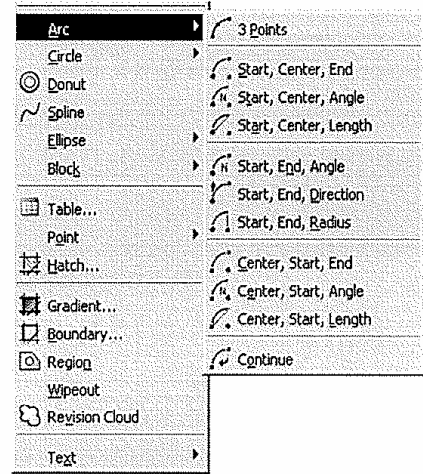 Arc
Circle
Donut
Spline
Ellipse
Block
Table...
Point
Hatch...
Gradient...
Boundary...
Region
Wipeout
Revision Cloud
Text
3 Points
Start, Center, End
Start, Center, Angle
Start, Center, Length
Start, End, Angle
Start, End, Direction
Start, End, Radius
Center, Start, End
Center, Start, Angle
Center, Start, Length
Continue